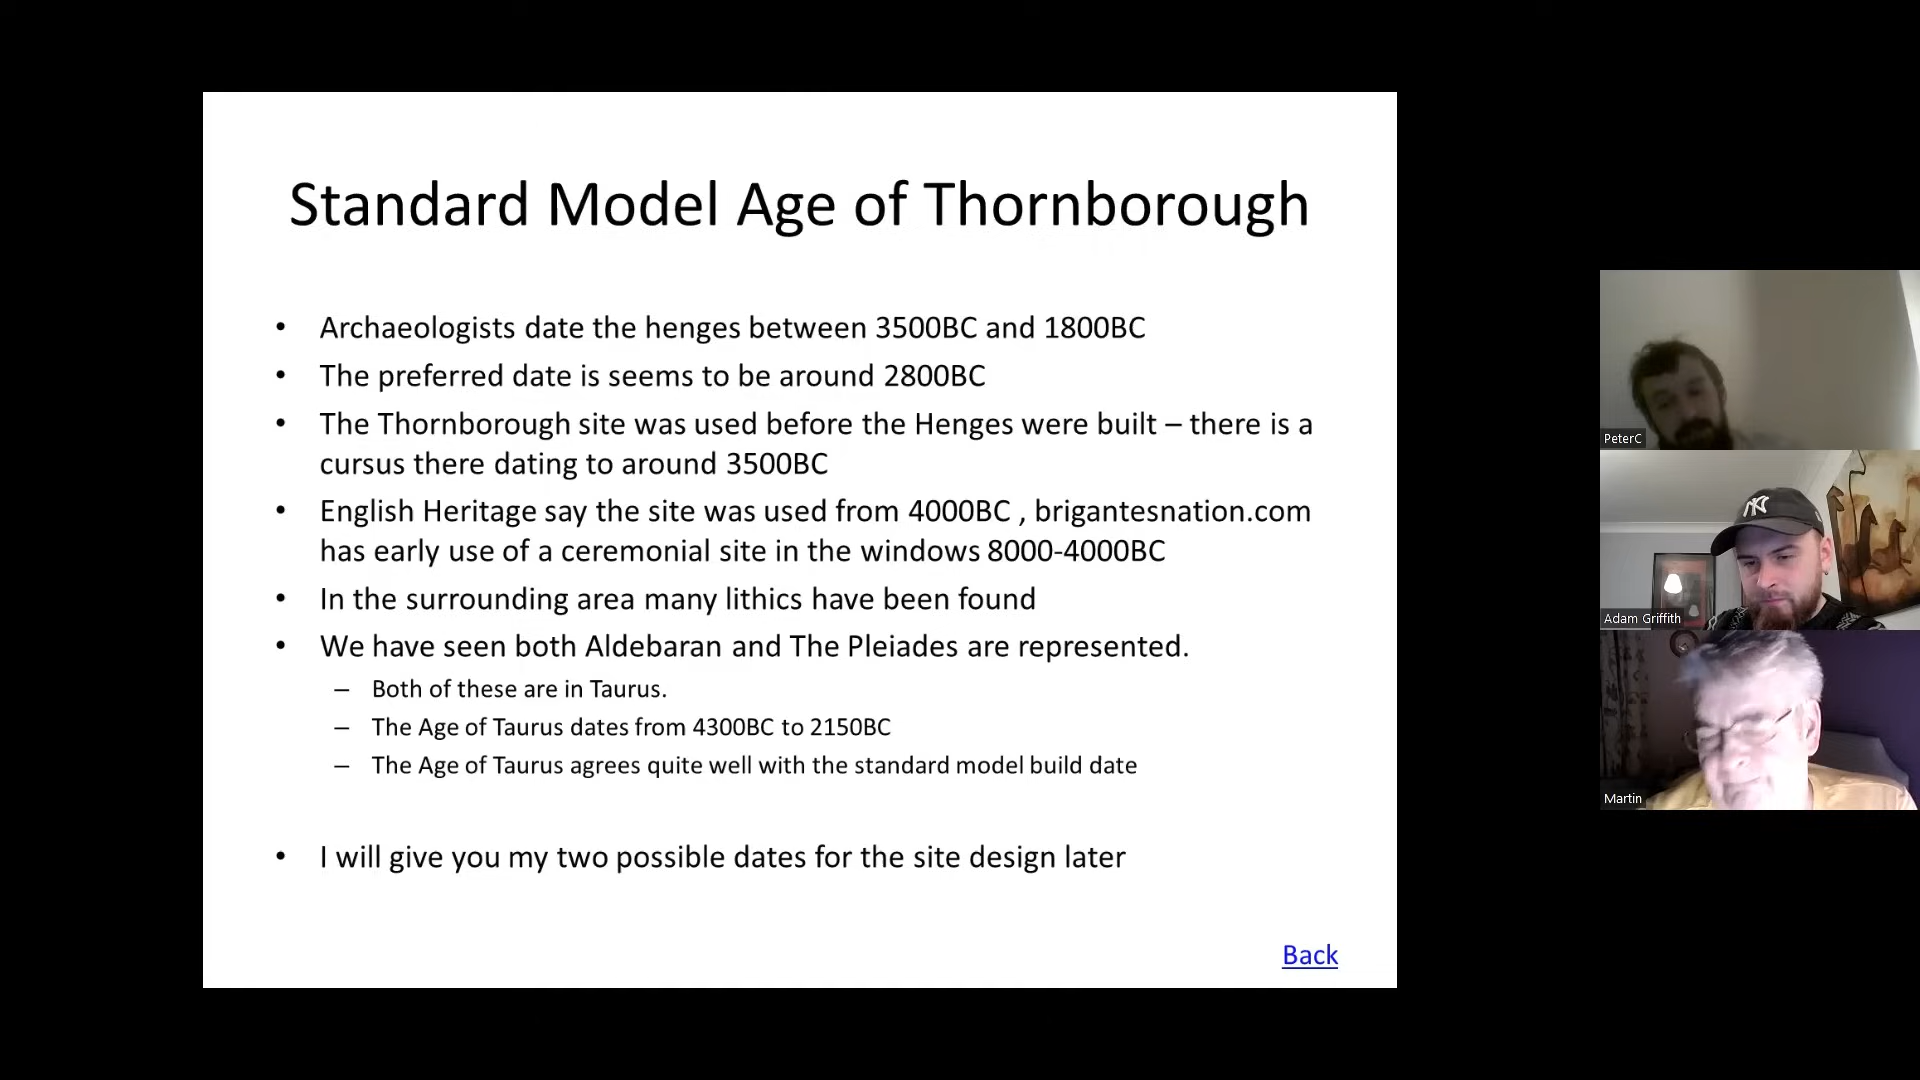 Standard Model Age of Thornborough
• Archaeologists date the henges between 3500BC and 1800BC
• The preferred date is seems to be around 2800BC
• The Thornborough site was used before the Henges were built – there is a
cursus there dating to around 3500BC
• English Heritage say the site was used from 4000BC , brigantesnation.com
has early use of a ceremonial site in the windows 8000-4000BC
• In the surrounding area many lithics have been found
• We have seen both Aldebaran and The Pleiades are represented.
– Both of these are in Taurus.
– The Age of Taurus dates from 4300BC to 2150BC
– The Age of Taurus agrees quite well with the standard model build date
• I will give you my two possible dates for the site design later
Back
PeterC
NY
Adam Griffith
Martin